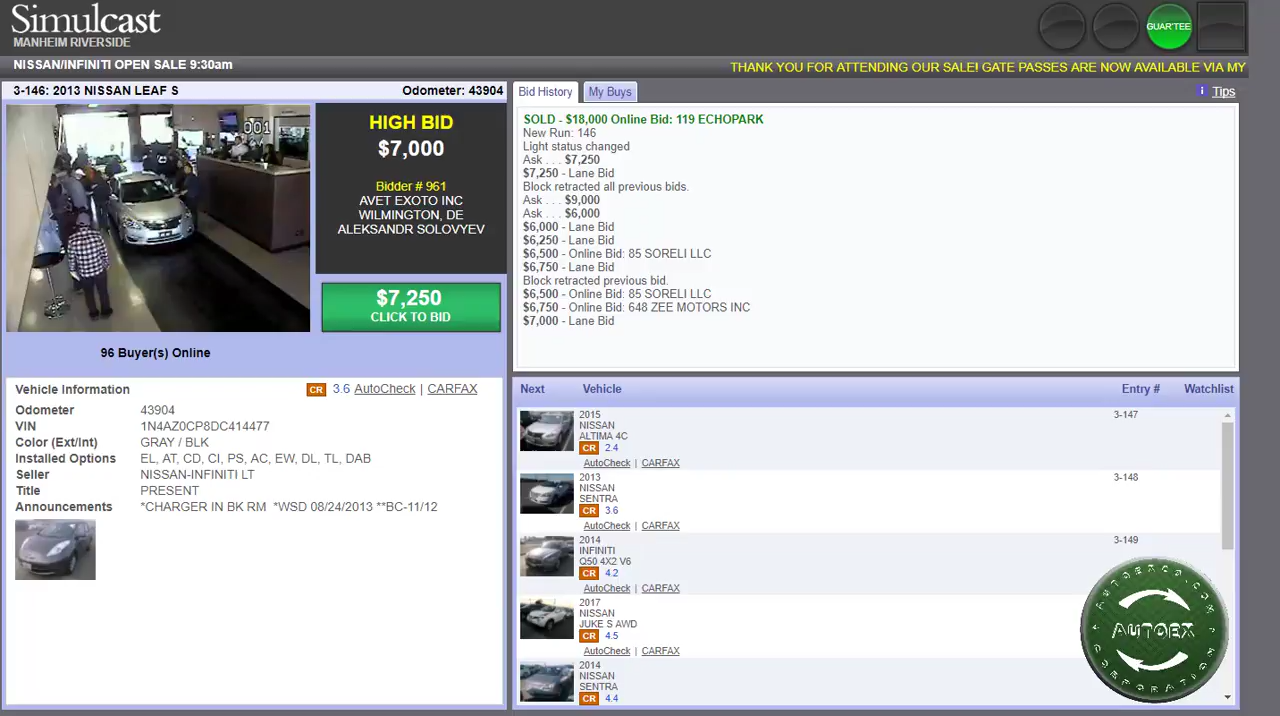 Simulcast
MANHEIM RIVERSIDE
GUAR'TEE
NISSAN/INFINITI OPEN SALE 9:30am
THANK YOU FOR ATTENDING OUR SALE! GATE PASSES ARE NOW AVAILABLE VIA MY
3-146: 2013 NISSAN LEAF S
Odometer: 43904
001
HIGH BID
$7,000
Bidder # 961
AVET EXOTO INC
WILMINGTON, DE
ALEKSANDR SOLOVYEV
$7,250
CLICK TO BID
96 Buyer(s) Online
Bid History
My Buys
i Tips
SOLD - $18,000 Online Bid: 119 ECHOPARK
New Run: 146
Light status changed
Ask . . . $7,250
$7,250 - Lane Bid
Block retracted all previous bids.
Ask . . . $9,000
Ask . . . $6,000
$6,000 - Lane Bid
$6,250 - Lane Bid
$6,500 - Online Bid: 85 SORELI LLC
$6,750 - Lane Bid
Block retracted previous bid.
$6,500 - Online Bid: 85 SORELI LLC
$6,750 - Online Bid: 648 ZEE MOTORS INC
$7,000 - Lane Bid
Vehicle Information
CR 3.6 AutoCheck | CARFAX
Odometer 43904
VIN 1N4AZ0CP8DC414477
Color (Ext/Int) GRAY / BLK
Installed Options EL, AT, CD, CI, PS, AC, EW, DL, TL, DAB
Seller NISSAN-INFINITI LT
Title PRESENT
Announcements *CHARGER IN BK RM *WSD 08/24/2013 **BC-11/12
Next Vehicle Entry # Watchlist
2015 3-147
NISSAN
ALTIMA 4C
CR 2.4
AutoCheck | CARFAX
2013 3-148
NISSAN
SENTRA
CR 3.6
AutoCheck | CARFAX
2014 3-149
INFINITI
Q50 4X2 V6
CR 4.2
AutoCheck | CARFAX
2017
NISSAN
JUKE S AWD
CR 4.5
AutoCheck | CARFAX
2014
NISSAN
SENTRA
CR 4.4
AUTOEXCO.COM
AUTOEX
CORPORATION